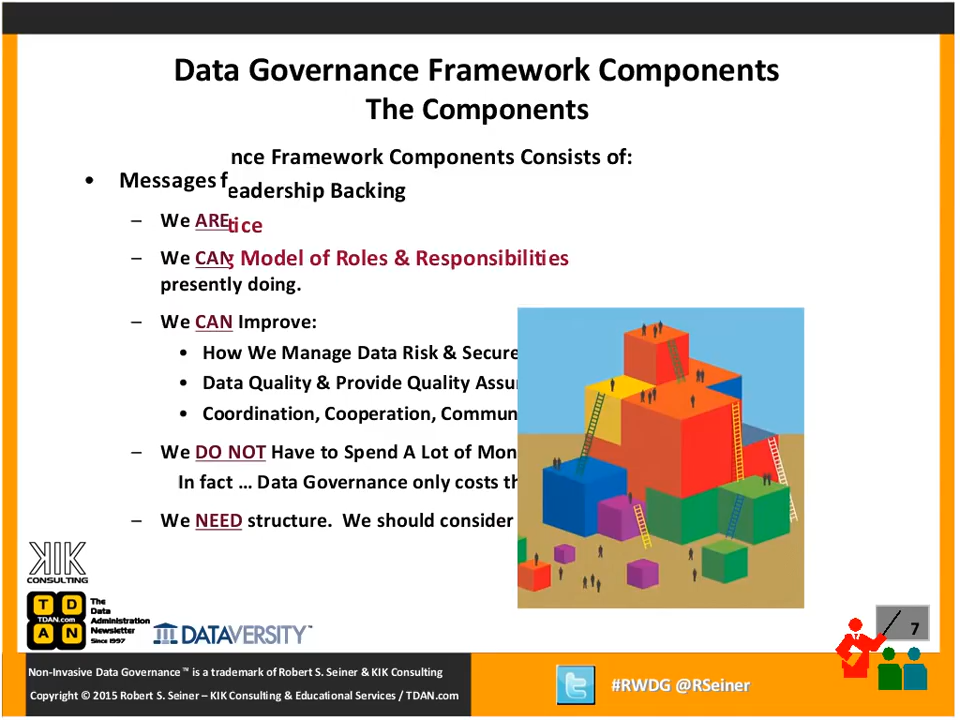 Data Governance Framework Components
The Components
nce Framework Components Consists of:
• Messages f
eadership Backing
– We ARE
tice
– We CAN
g Model of Roles & Responsibilities
presently doing.
– We CAN Improve:
• How We Manage Data Risk & Secure
• Data Quality & Provide Quality Assu
• Coordination, Cooperation, Commun
– We DO NOT Have to Spend A Lot of Mon
In fact … Data Governance only costs th
– We NEED structure. We should consider
KIK
CONSULTING
TDAN.com
The
Data
Administration
Newsletter
Since 1997
DATAVERSITY™
7
Non-Invasive Data Governance™ is a trademark of Robert S. Seiner & KIK Consulting
Copyright © 2015 Robert S. Seiner – KIK Consulting & Educational Services / TDAN.com
#RWDG @RSeiner